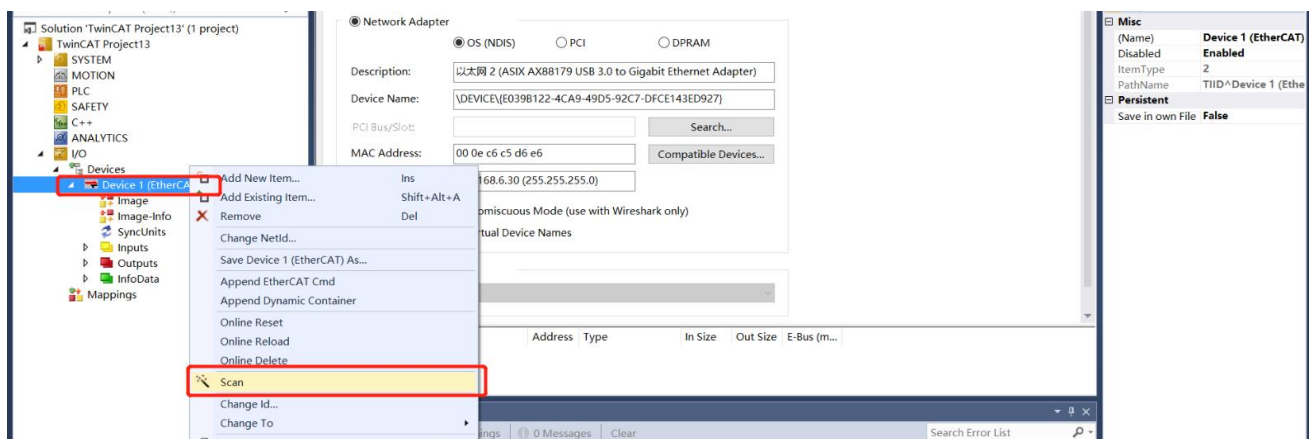 Solution 'TwinCAT Project13' (1 project)
TwinCAT Project13
SYSTEM
MOTION
PLC
SAFETY
C++
ANALYTICS
I/O
Devices
Device 1 (EtherCA
Image
Image-Info
SyncUnits
Inputs
Outputs
InfoData
Mappings
Add New Item... Ins
Add Existing Item... Shift+Alt+A
Remove Del
Change NetId...
Save Device 1 (EtherCAT) As...
Append EtherCAT Cmd
Append Dynamic Container
Online Reset
Online Reload
Online Delete
Scan
Change Id...
Change To
Network Adapter
OS (NDIS) PCI DPRAM
Description: 以太网 2 (ASIX AX88179 USB 3.0 to Gigabit Ethernet Adapter)
Device Name: \DEVICE\{E039B122-4CA9-49D5-92C7-DFCE143ED927}
PCI Bus/Slot: Search...
MAC Address: 00 0e c6 c5 d6 e6 Compatible Devices...
168.6.30 (255.255.255.0)
omiscuous Mode (use with Wireshark only)
rtual Device Names
Address Type In Size Out Size E-Bus (m...
ings 0 Messages Clear Search Error List
Misc
(Name) Device 1 (EtherCAT)
Disabled Enabled
ItemType 2
PathName TIID^Device 1 (Ethe
Persistent
Save in own File False